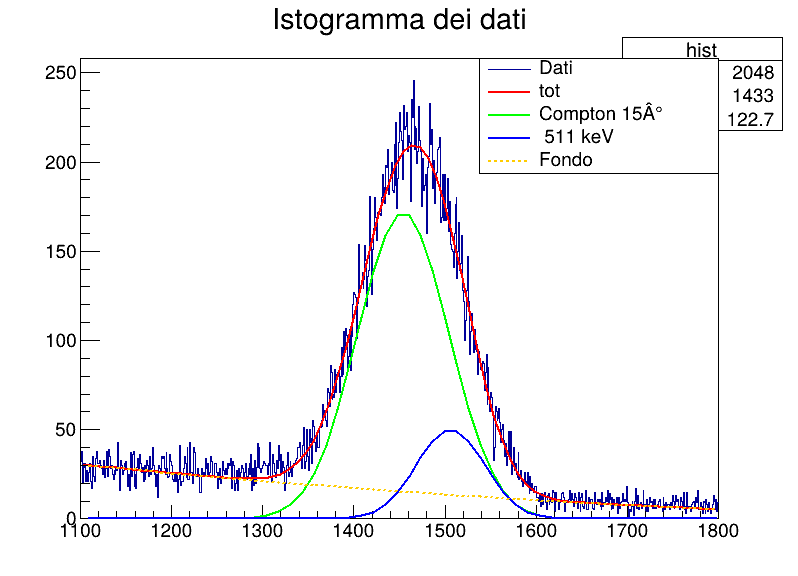 Istogramma dei dati
hist
2048
1433
122.7
Dati
tot
Compton 15Â°
511 keV
Fondo
250
200
150
100
50
0
1100 1200 1300 1400 1500 1600 1700 1800